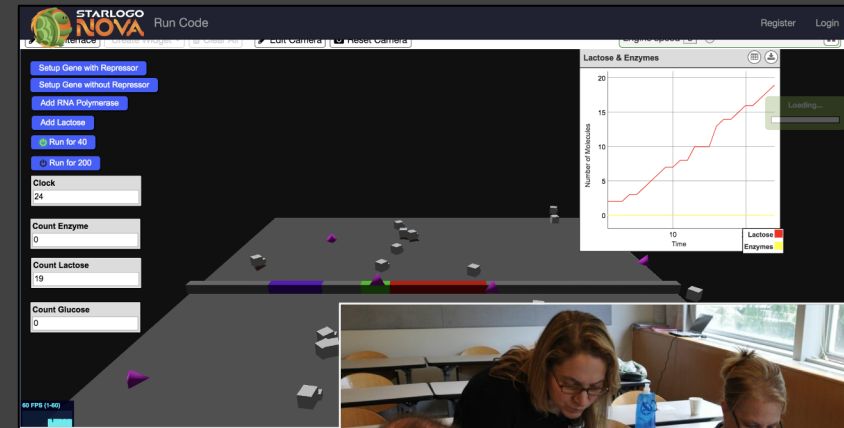 STARLOGO
NOVA
Run Code
Register Login
Edit Camera
Reset Camera
Setup Gene with Repressor
Setup Gene without Repressor
Add RNA Polymerase
Add Lactose
Run for 40
Run for 200
Clock
24
Count Enzyme
0
Count Lactose
19
Count Glucose
0
60 FPS (1-60)
Lactose & Enzymes
20
15
10
5
0
Number of Molecules
10
Time
Lactose
Enzymes
Loading...